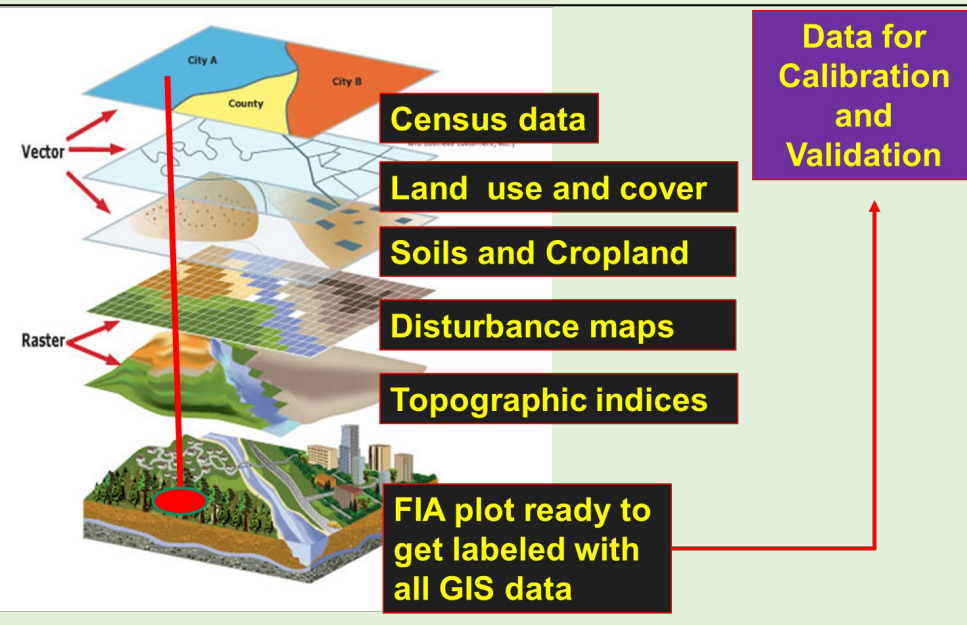 Data for
Calibration
and
Validation
City A
City B
County
Vector
Census data
Land use and cover
Soils and Cropland
Raster
Disturbance maps
Topographic indices
FIA plot ready to
get labeled with
all GIS data